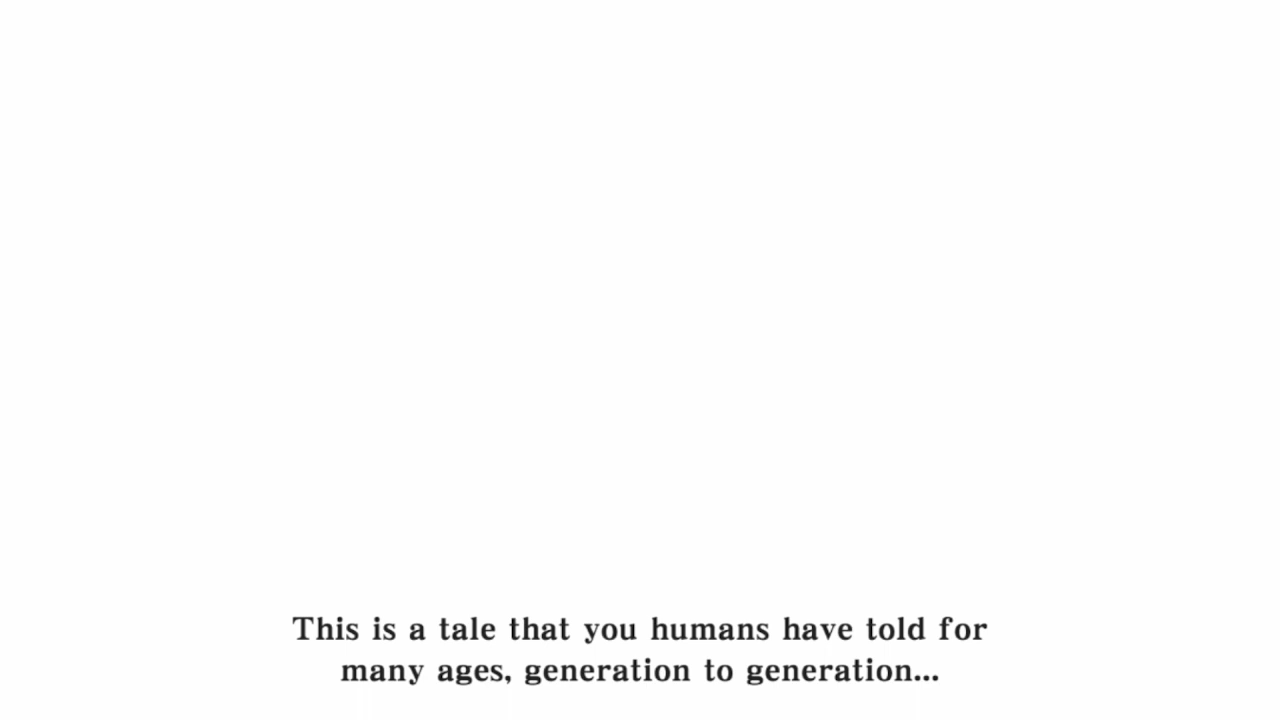 This is a tale that you humans have told for
many ages, generation to generation...